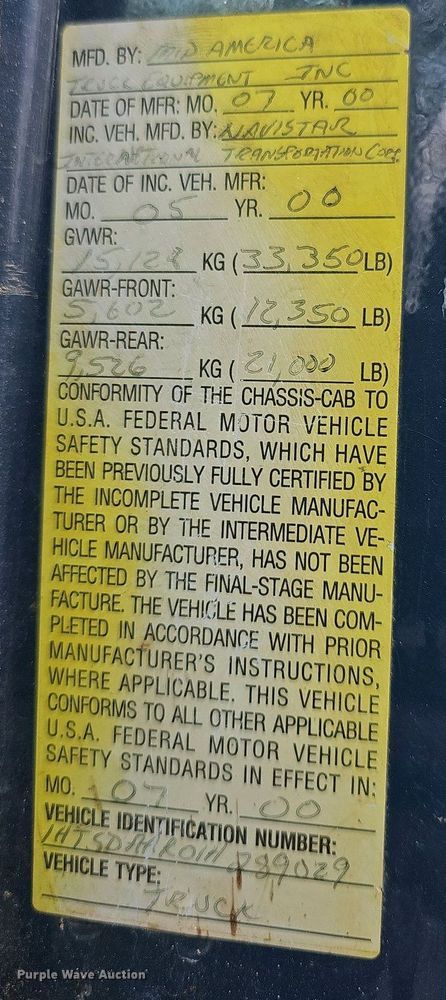 MFD. BY: MID AMERICA
TRUCK EQUIPMENT INC
DATE OF MFR: MO. 07 YR. 00
INC. VEH. MFD. BY: NAVISTAR
INTERNATIONAL TRANSPORTATION CORP.
DATE OF INC. VEH. MFR:
MO. 05 YR. 00
GVWR:
15,128 KG (33,350 LB)
GAWR-FRONT:
5,602 KG (12,350 LB)
GAWR-REAR:
9,526 KG (21,000 LB)
CONFORMITY OF THE CHASSIS-CAB TO
U.S.A. FEDERAL MOTOR VEHICLE
SAFETY STANDARDS, WHICH HAVE
BEEN PREVIOUSLY FULLY CERTIFIED BY
THE INCOMPLETE VEHICLE MANUFAC-
TURER OR BY THE INTERMEDIATE VE-
HICLE MANUFACTURER, HAS NOT BEEN
AFFECTED BY THE FINAL-STAGE MANU-
FACTURE. THE VEHICLE HAS BEEN COM-
PLETED IN ACCORDANCE WITH PRIOR
MANUFACTURER'S INSTRUCTIONS,
WHERE APPLICABLE. THIS VEHICLE
CONFORMS TO ALL OTHER APPLICABLE
U.S.A. FEDERAL MOTOR VEHICLE
SAFETY STANDARDS IN EFFECT IN:
MO. 07 YR. 00
VEHICLE IDENTIFICATION NUMBER:
289029
VEHICLE TYPE:
TRUCK
Purple Wave Auction